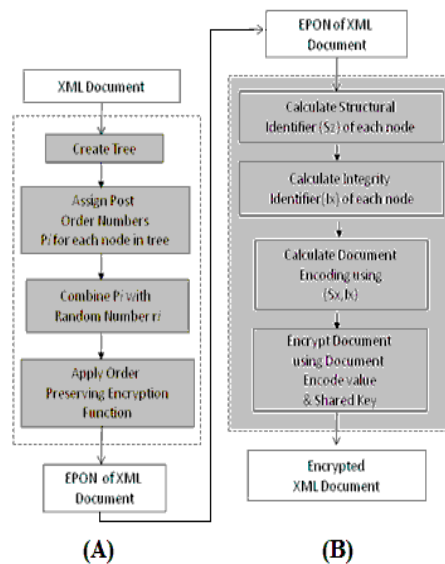 XML Document
Create Tree
Assign Post
Order Numbers
Pi for each node in tree
Combine Pi with
Random Number ri
Apply Order
Preserving Encryption
Function
EPON of XML
Document
(A)
EPON of XML
Document
Calculate Structural
Identifier (Sz) of each node
Calculate Integrity
Identifier(Ix) of each node
Calculate Document
Encoding using
(Sx,Ix)
Encrypt Document
using Document
Encode value
& Shared Key
Encrypted
XML Document
(B)